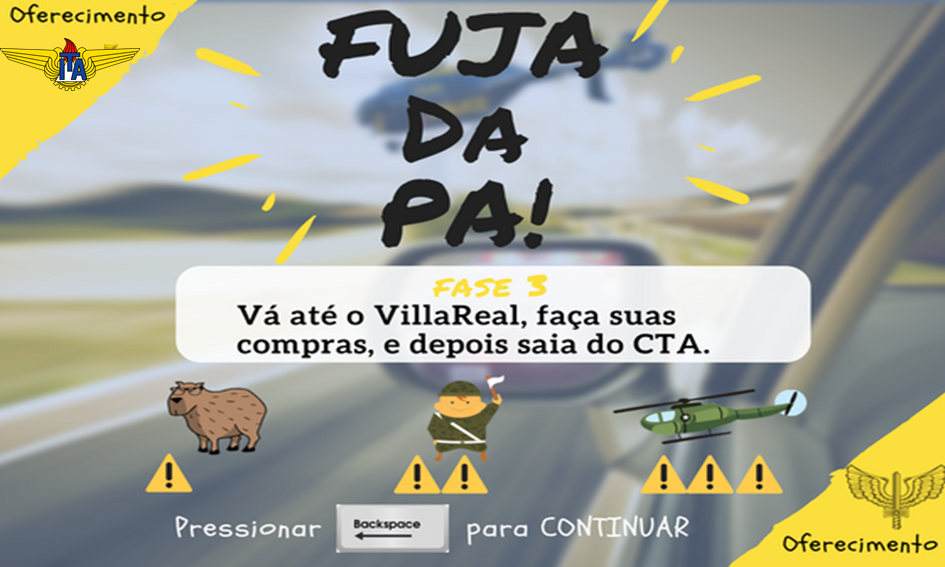 Oferecimento
ITA
FUJA
DA
PA!
FASE 3
Vá até o VillaReal, faça suas
compras, e depois saia do CTA.
Pressionar Backspace para CONTINUAR
Oferecimento